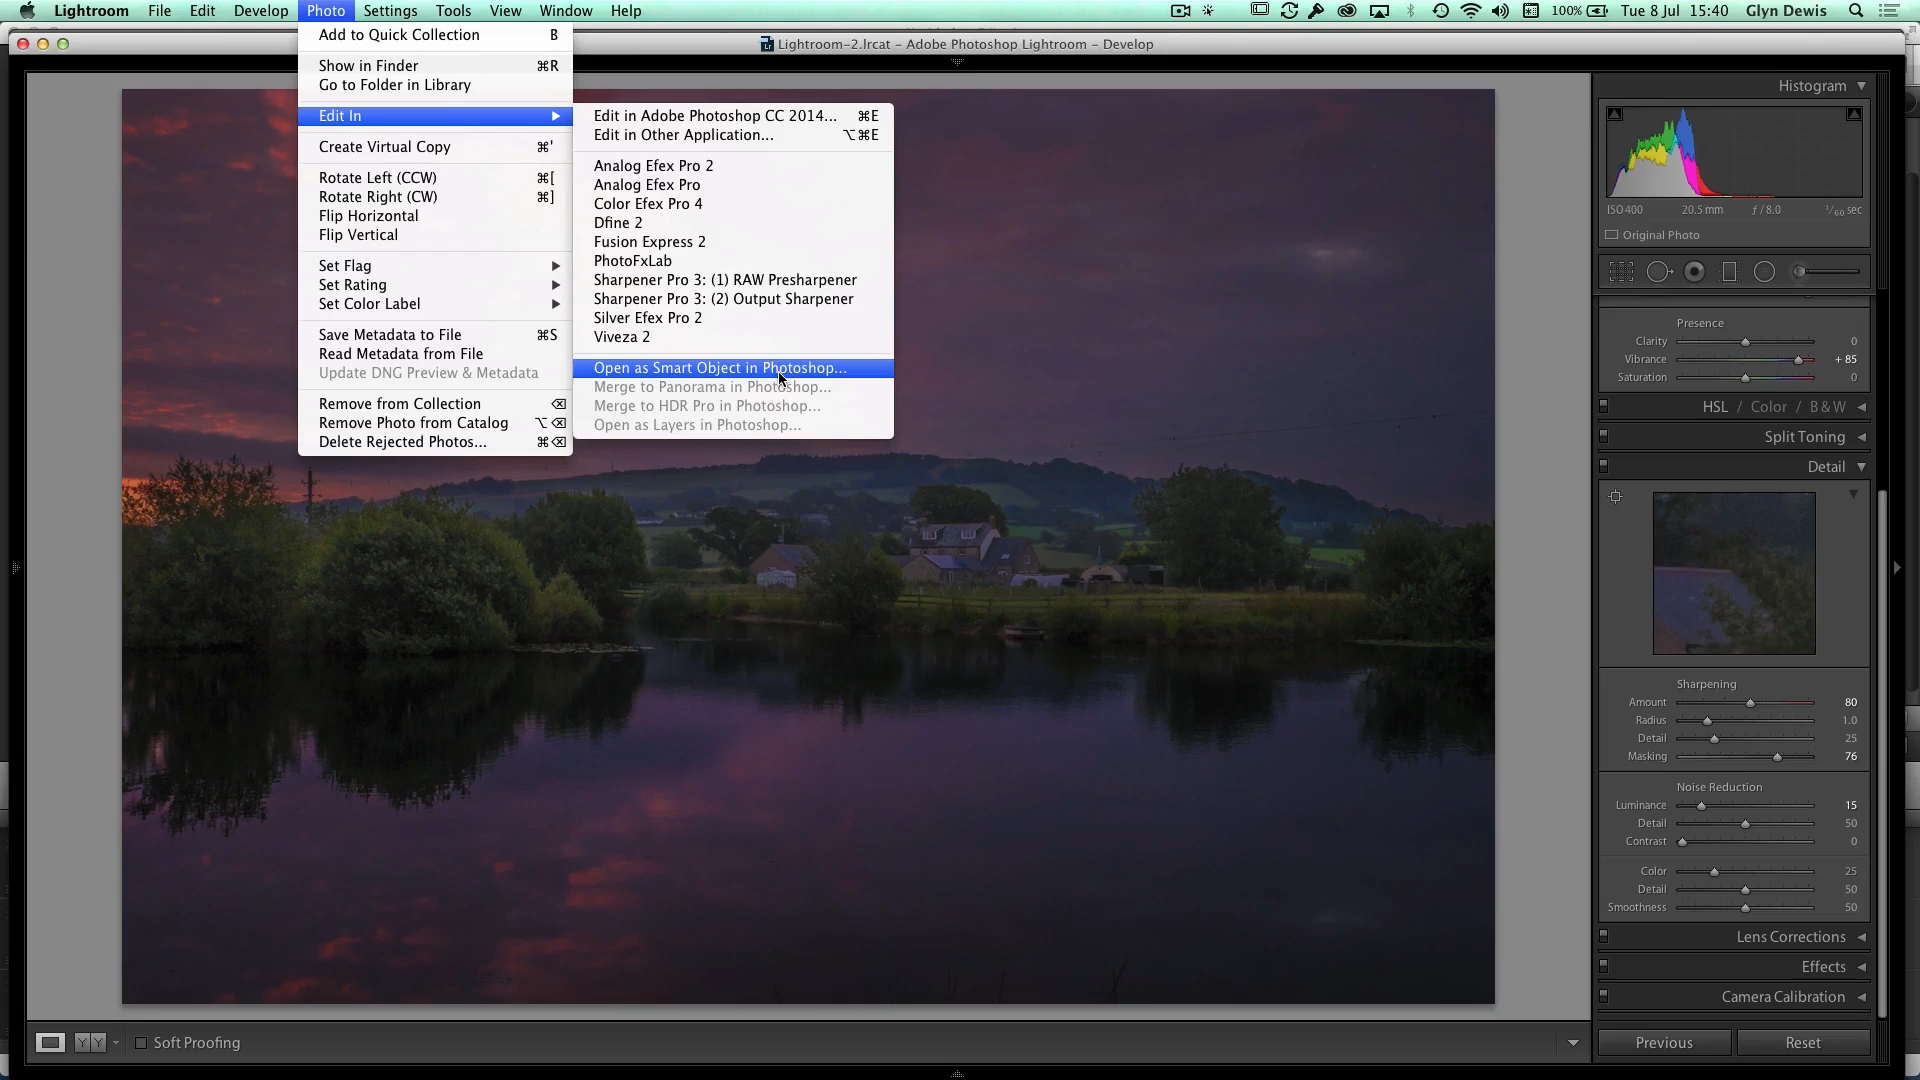 Lightroom File Edit Develop Photo Settings Tools View Window Help 100% Tue 8 Jul 15:40 Glyn Dewis
Lightroom-2.lrcat - Adobe Photoshop Lightroom - Develop
Add to Quick Collection B
Show in Finder ⌘R
Go to Folder in Library
Edit In ▶
Create Virtual Copy ⌘'
Rotate Left (CCW) ⌘[
Rotate Right (CW) ⌘]
Flip Horizontal
Flip Vertical
Set Flag ▶
Set Rating ▶
Set Color Label ▶
Save Metadata to File ⌘S
Read Metadata from File
Update DNG Preview & Metadata
Remove from Collection ⌫
Remove Photo from Catalog ⌥⌫
Delete Rejected Photos... ⌘⌫
Edit in Adobe Photoshop CC 2014... ⌘E
Edit in Other Application... ⌥⌘E
Analog Efex Pro 2
Analog Efex Pro
Color Efex Pro 4
Dfine 2
Fusion Express 2
PhotoFxLab
Sharpener Pro 3: (1) RAW Presharpener
Sharpener Pro 3: (2) Output Sharpener
Silver Efex Pro 2
Viveza 2
Open as Smart Object in Photoshop...
Merge to Panorama in Photoshop...
Merge to HDR Pro in Photoshop...
Open as Layers in Photoshop...
Histogram
ISO 400 20.5 mm ƒ / 8.0 1/60 sec
Original Photo
Presence
Clarity 0
Vibrance + 85
Saturation 0
HSL / Color / B & W
Split Toning
Detail
Sharpening
Amount 80
Radius 1.0
Detail 25
Masking 76
Noise Reduction
Luminance 15
Detail 50
Contrast 0
Color 25
Detail 50
Smoothness 50
Lens Corrections
Effects
Camera Calibration
Previous Reset
Y Y Soft Proofing